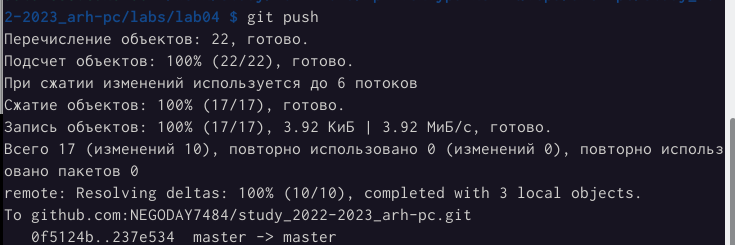 2-2023_arh-pc/labs/lab04 $ git push
Перечисление объектов: 22, готово.
Подсчет объектов: 100% (22/22), готово.
При сжатии изменений используется до 6 потоков
Сжатие объектов: 100% (17/17), готово.
Запись объектов: 100% (17/17), 3.92 КиБ | 3.92 МиБ/с, готово.
Всего 17 (изменений 10), повторно использовано 0 (изменений 0), повторно использ
овано пакетов 0
remote: Resolving deltas: 100% (10/10), completed with 3 local objects.
To github.com:NEGODAY7484/study_2022-2023_arh-pc.git
   0f5124b..237e534  master -> master